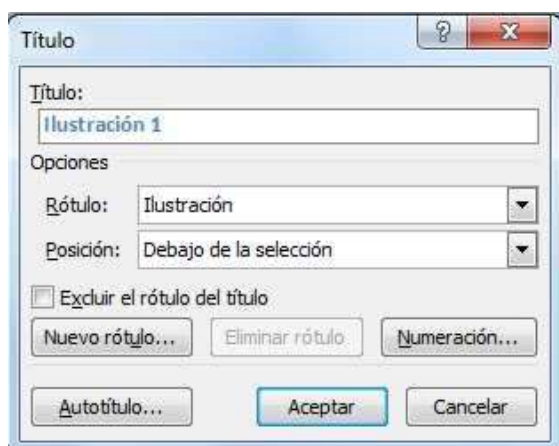 Título
Título:
Ilustración 1
Opciones
Rótulo: Ilustración
Posición: Debajo de la selección
Excluir el rótulo del título
Nuevo rótulo... Eliminar rótulo Numeración...
Autotítulo... Aceptar Cancelar